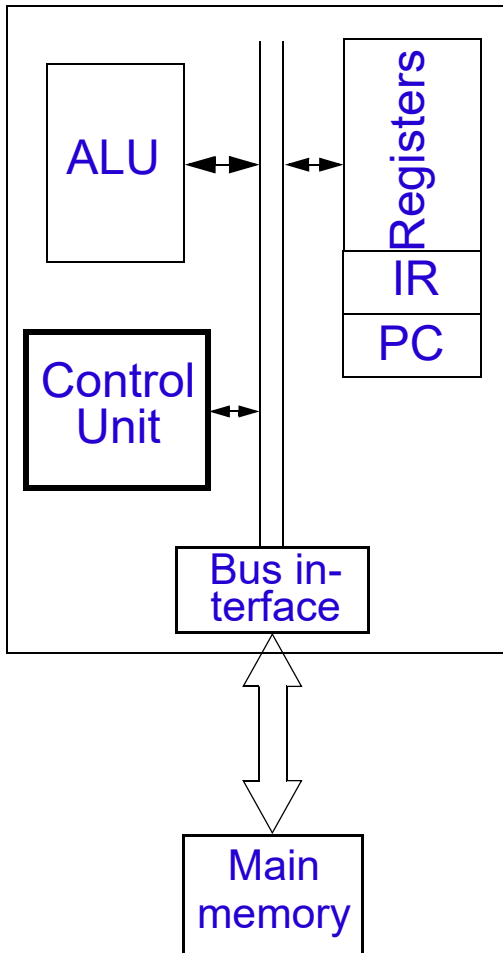 ALU
Registers
IR
PC
Control
Unit
Bus in-
terface
Main
memory